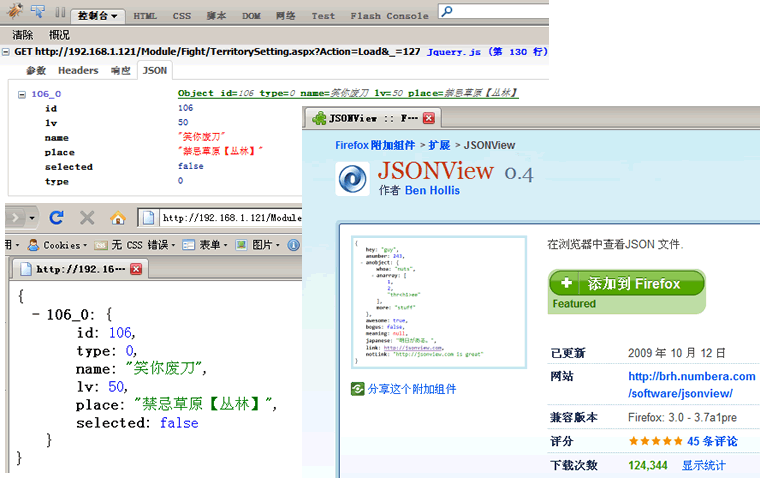 控制台 HTML CSS 脚本 DOM 网络 Test Flash Console
清除 概况
GET http://192.168.1.121/Module/Fight/TerritorySetting.aspx?Action=Load&_=127 Jquery.js (第 130 行)
参数 Headers 响应 JSON
106_0 Object id=106 type=0 name=笑你废刀 lv=50 place=禁忌草原【丛林】
id 106
lv 50
name "笑你废刀"
place "禁忌草原【丛林】"
selected false
type 0
http://192.168.1.121/Module
用 Cookies 无 CSS 错误 表单 图片
http://192.16…
{
- 106_0: {
id: 106,
type: 0,
name: "笑你废刀",
lv: 50,
place: "禁忌草原【丛林】",
selected: false
}
}
JSONView :: F…
Firefox 附加组件 > 扩展 > JSONView
JSONView 0.4
作者 Ben Hollis
{
hey: "guy",
anumber: 243,
- anobject: {
whoa: "nuts",
- anarray: [
1,
2,
],
more: "stuff"
},
awesome: true,
bogus: false,
meaning: null,
japanese: "明日がある。",
link: http://jsonview.com,
notLink: "http://jsonview.com is great"
}
分享这个附加组件
在浏览器中查看JSON 文件.
添加到 Firefox
Featured
已更新 2009 年 10 月 12 日
网站 http://brh.numbera.com
/software/jsonview/
兼容版本 Firefox: 3.0 - 3.7a1pre
评分 45 条评论
下载次数 124,344 显示统计